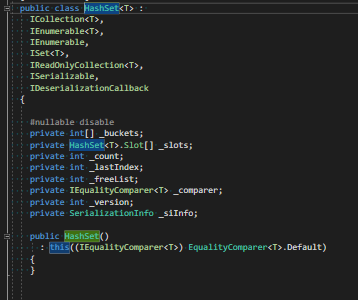 public class HashSet<T> :
ICollection<T>,
IEnumerable<T>,
IEnumerable,
ISet<T>,
IReadOnlyCollection<T>,
ISerializable,
IDeserializationCallback
{
#nullable disable
private int[] _buckets;
private HashSet<T>.Slot[] _slots;
private int _count;
private int _lastIndex;
private int _freeList;
private IEqualityComparer<T> _comparer;
private int _version;
private SerializationInfo _siInfo;
public HashSet()
: this((IEqualityComparer<T>) EqualityComparer<T>.Default)
{
}